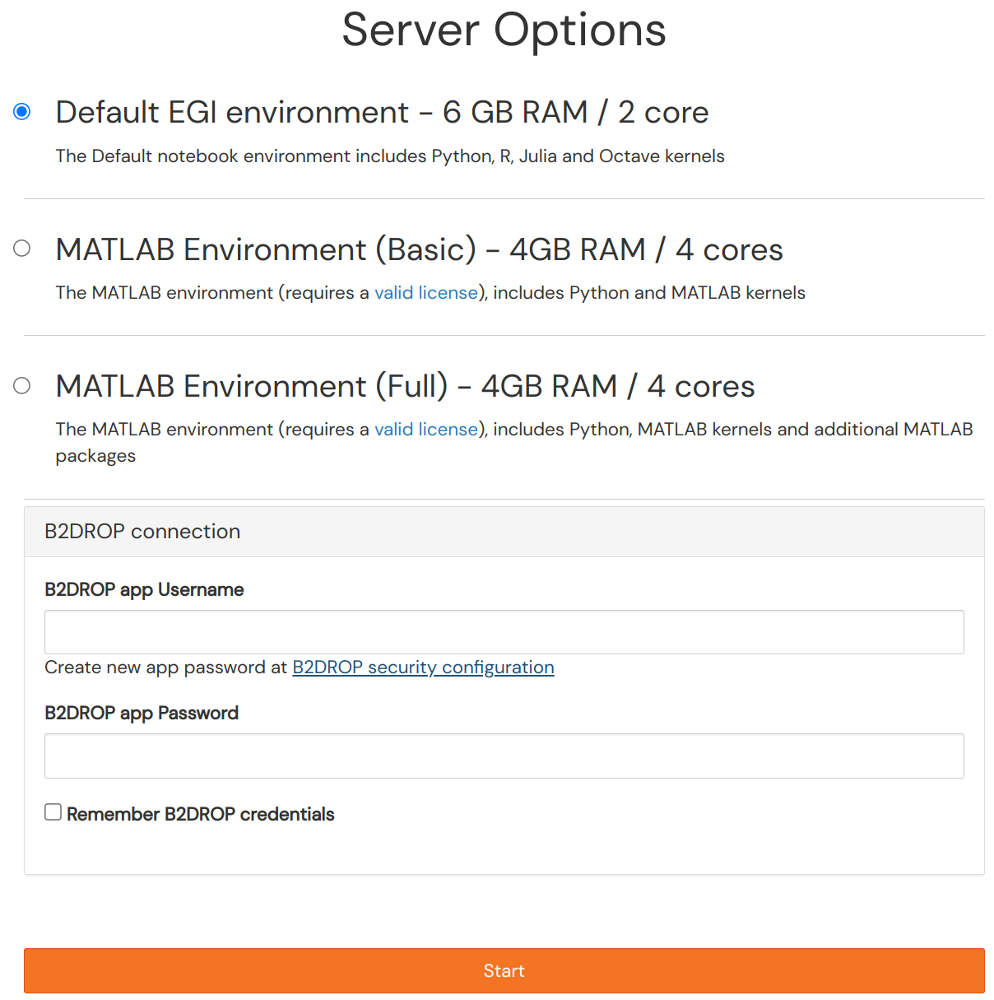 Server Options
Default EGI environment – 6 GB RAM / 2 core
The Default notebook environment includes Python, R, Julia and Octave kernels
MATLAB Environment (Basic) – 4GB RAM / 4 cores
The MATLAB environment (requires a valid license), includes Python and MATLAB kernels
MATLAB Environment (Full) – 4GB RAM / 4 cores
The MATLAB environment (requires a valid license), includes Python, MATLAB kernels and additional MATLAB
packages
B2DROP connection
B2DROP app Username
Create new app password at B2DROP security configuration
B2DROP app Password
Remember B2DROP credentials
Start